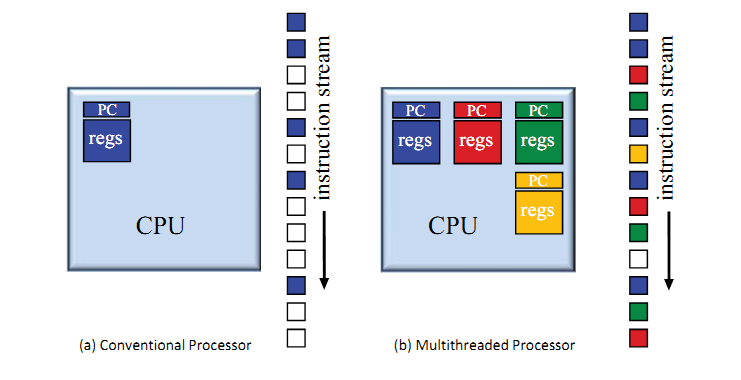 PC
regs
CPU
instruction stream
(a) Conventional Processor
PC
regs
PC
regs
PC
regs
PC
regs
CPU
instruction stream
(b) Multithreaded Processor